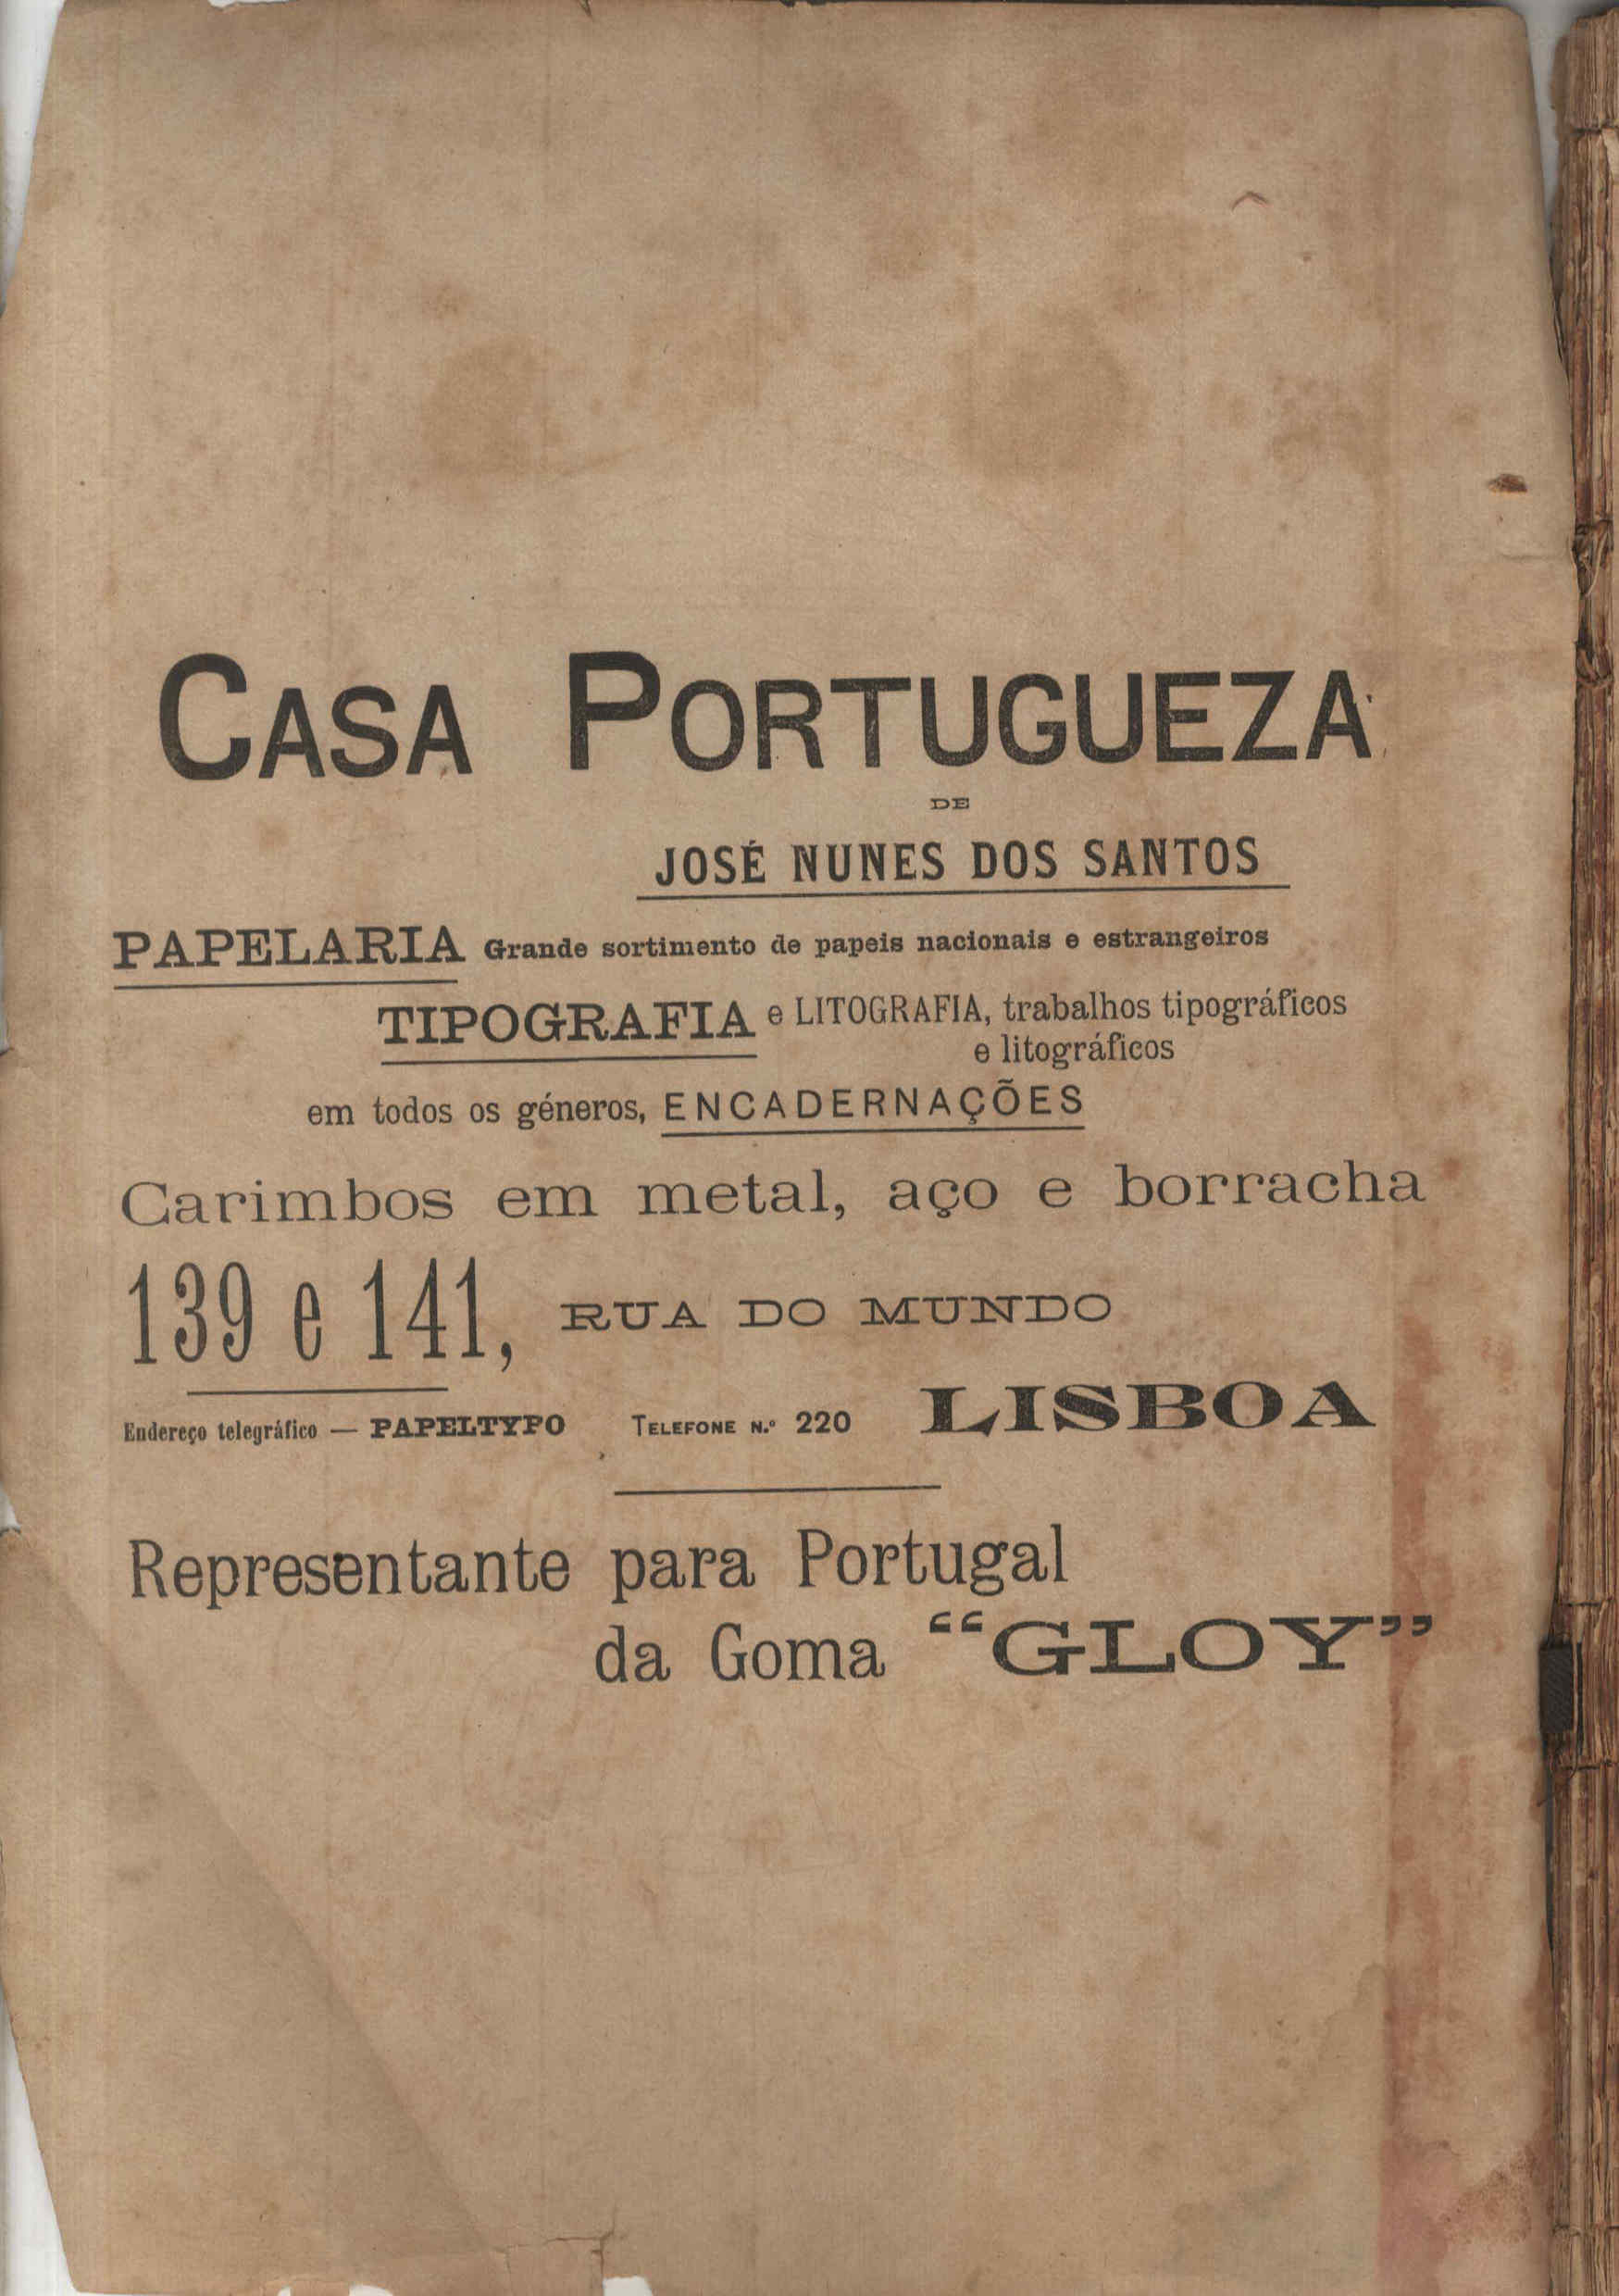 CASA PORTUGUEZA
DE
JOSÉ NUNES DOS SANTOS
PAPELARIA Grande sortimento de papeis nacionais e estrangeiros
TIPOGRAFIA e LITOGRAFIA, trabalhos tipográficos
e litográficos
em todos os géneros, ENCADERNAÇÕES
Carimbos em metal, aço e borracha
139 e 141, RUA DO MUNDO
Endereço telegráfico — PAPELTYPO TELEFONE N.º 220 LISBOA
Representante para Portugal
da Goma “GLOY”